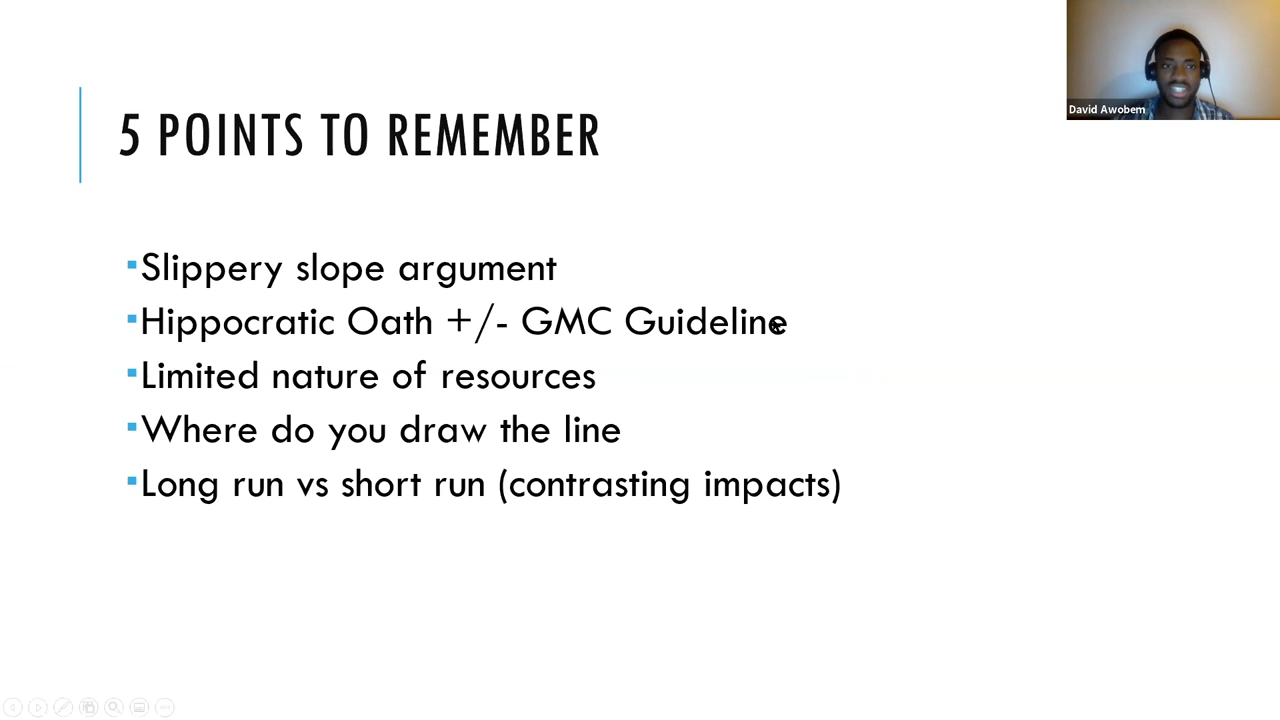 David Awobem
5 POINTS TO REMEMBER
Slippery slope argument
Hippocratic Oath +/- GMC Guideline
Limited nature of resources
Where do you draw the line
Long run vs short run (contrasting impacts)